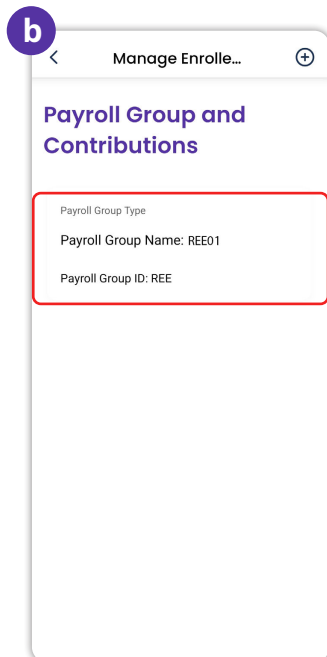 b
Manage Enrolle...
Payroll Group and
Contributions
Payroll Group Type
Payroll Group Name: REE01
Payroll Group ID: REE